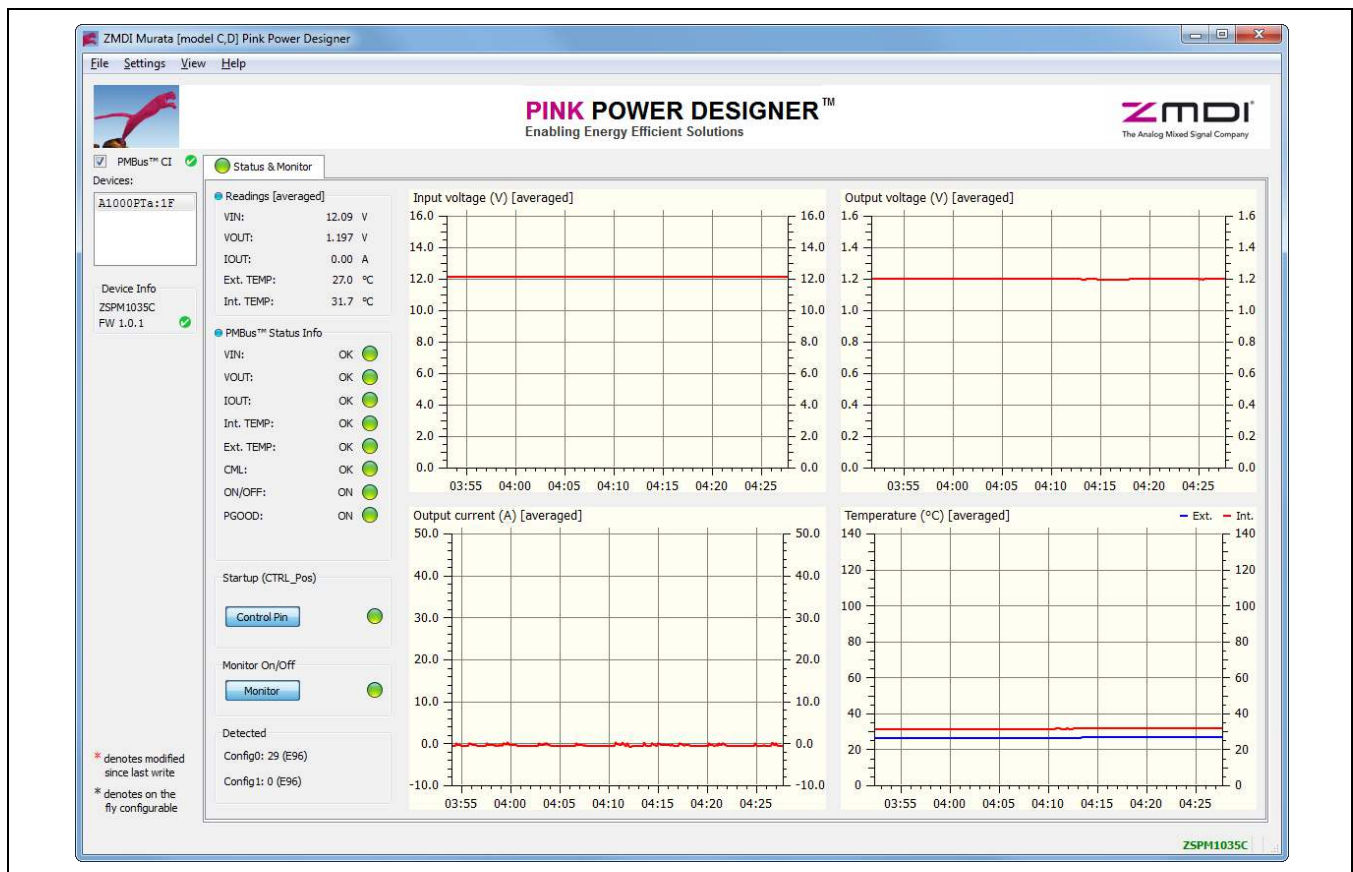 ZMDI Murata [model C,D] Pink Power Designer
File Settings View Help
PINK POWER DESIGNER™
Enabling Energy Efficient Solutions
ZMDI
The Analog Mixed Signal Company
PMBus™ CI
Status & Monitor
Devices:
A1000PTa:1F
Device Info
ZSPM1035C
FW 1.0.1
Readings [averaged]
VIN: 12.09 V
VOUT: 1.197 V
IOUT: 0.00 A
Ext. TEMP: 27.0 °C
Int. TEMP: 31.7 °C
PMBus™ Status Info
VIN: OK
VOUT: OK
IOUT: OK
Int. TEMP: OK
Ext. TEMP: OK
CML: OK
ON/OFF: ON
PGOOD: ON
Startup (CTRL_Pos)
Control Pin
Monitor On/Off
Monitor
Detected
Config0: 29 (E96)
Config1: 0 (E96)
* denotes modified
since last write
* denotes on the
fly configurable
Input voltage (V) [averaged]
16.0 16.0
14.0 14.0
12.0 12.0
10.0 10.0
8.0 8.0
6.0 6.0
4.0 4.0
2.0 2.0
0.0 0.0
03:55 04:00 04:05 04:10 04:15 04:20 04:25
Output voltage (V) [averaged]
1.6 1.6
1.4 1.4
1.2 1.2
1.0 1.0
0.8 0.8
0.6 0.6
0.4 0.4
0.2 0.2
0.0 0.0
03:55 04:00 04:05 04:10 04:15 04:20 04:25
Output current (A) [averaged]
50.0 50.0
40.0 40.0
30.0 30.0
20.0 20.0
10.0 10.0
0.0 0.0
-10.0 -10.0
03:55 04:00 04:05 04:10 04:15 04:20 04:25
Temperature (°C) [averaged] Ext. Int.
140 140
120 120
100 100
80 80
60 60
40 40
20 20
0 0
03:55 04:00 04:05 04:10 04:15 04:20 04:25
ZSPM1035C